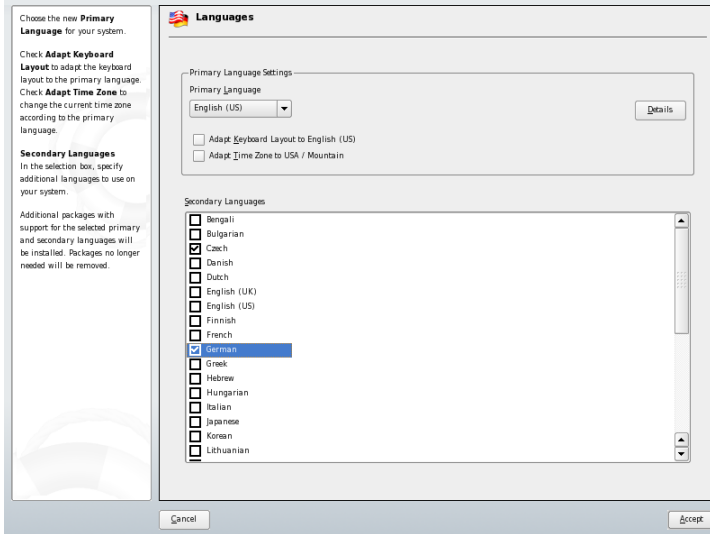 Choose the new Primary
Language for your system.
Check Adapt Keyboard
Layout to adapt the keyboard
layout to the primary language.
Check Adapt Time Zone to
change the current time zone
according to the primary
language.
Secondary Languages
In the selection box, specify
additional languages to use on
your system.
Additional packages with
support for the selected primary
and secondary languages will
be installed. Packages no longer
needed will be removed.
Languages
Primary Language Settings
Primary Language
English (US)
Details
Adapt Keyboard Layout to English (US)
Adapt Time Zone to USA / Mountain
Secondary Languages
Bengali
Bulgarian
Czech
Danish
Dutch
English (UK)
English (US)
Finnish
French
German
Greek
Hebrew
Hungarian
Italian
Japanese
Korean
Lithuanian
Cancel
Accept